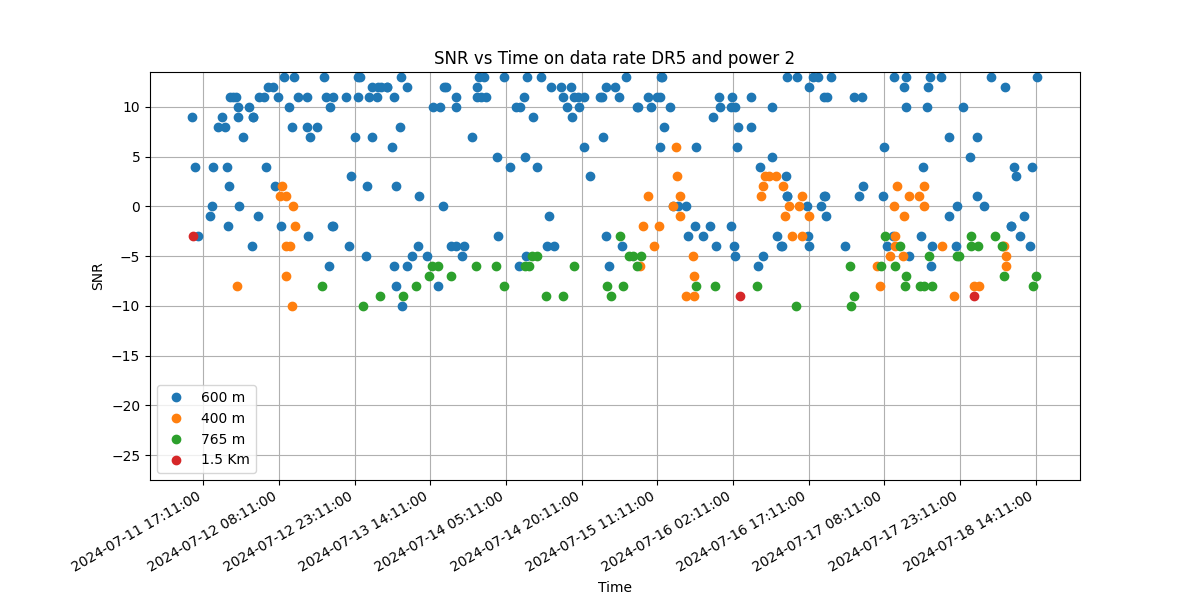 SNR vs Time on data rate DR5 and power 2
SNR
10
5
0
−5
−10
−15
−20
−25
600 m
400 m
765 m
1.5 Km
2024-07-11 17:11:00
2024-07-12 08:11:00
2024-07-12 23:11:00
2024-07-13 14:11:00
2024-07-14 05:11:00
2024-07-14 20:11:00
2024-07-15 11:11:00
2024-07-16 02:11:00
2024-07-16 17:11:00
2024-07-17 08:11:00
2024-07-17 23:11:00
2024-07-18 14:11:00
Time